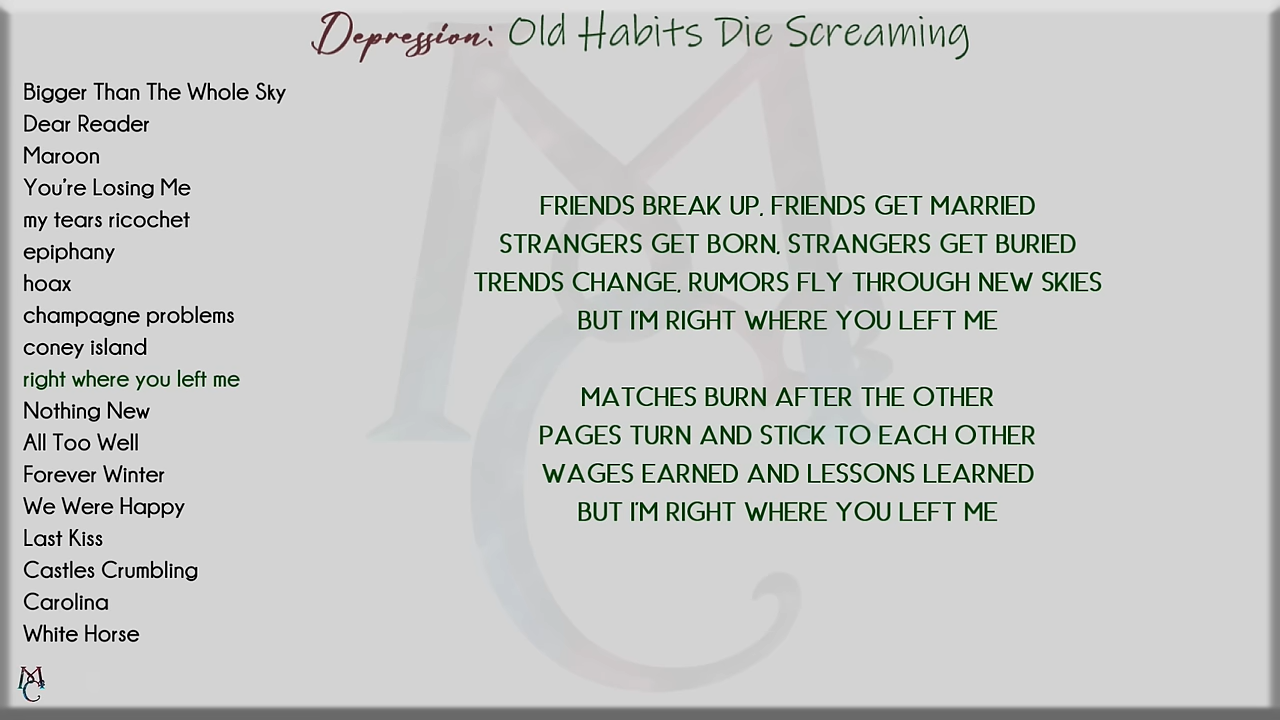 Depression: Old Habits Die Screaming
Bigger Than The Whole Sky
Dear Reader
Maroon
You're Losing Me
my tears ricochet
epiphany
hoax
champagne problems
coney island
right where you left me
Nothing New
All Too Well
Forever Winter
We Were Happy
Last Kiss
Castles Crumbling
Carolina
White Horse
FRIENDS BREAK UP, FRIENDS GET MARRIED
STRANGERS GET BORN, STRANGERS GET BURIED
TRENDS CHANGE, RUMORS FLY THROUGH NEW SKIES
BUT I'M RIGHT WHERE YOU LEFT ME
MATCHES BURN AFTER THE OTHER
PAGES TURN AND STICK TO EACH OTHER
WAGES EARNED AND LESSONS LEARNED
BUT I'M RIGHT WHERE YOU LEFT ME